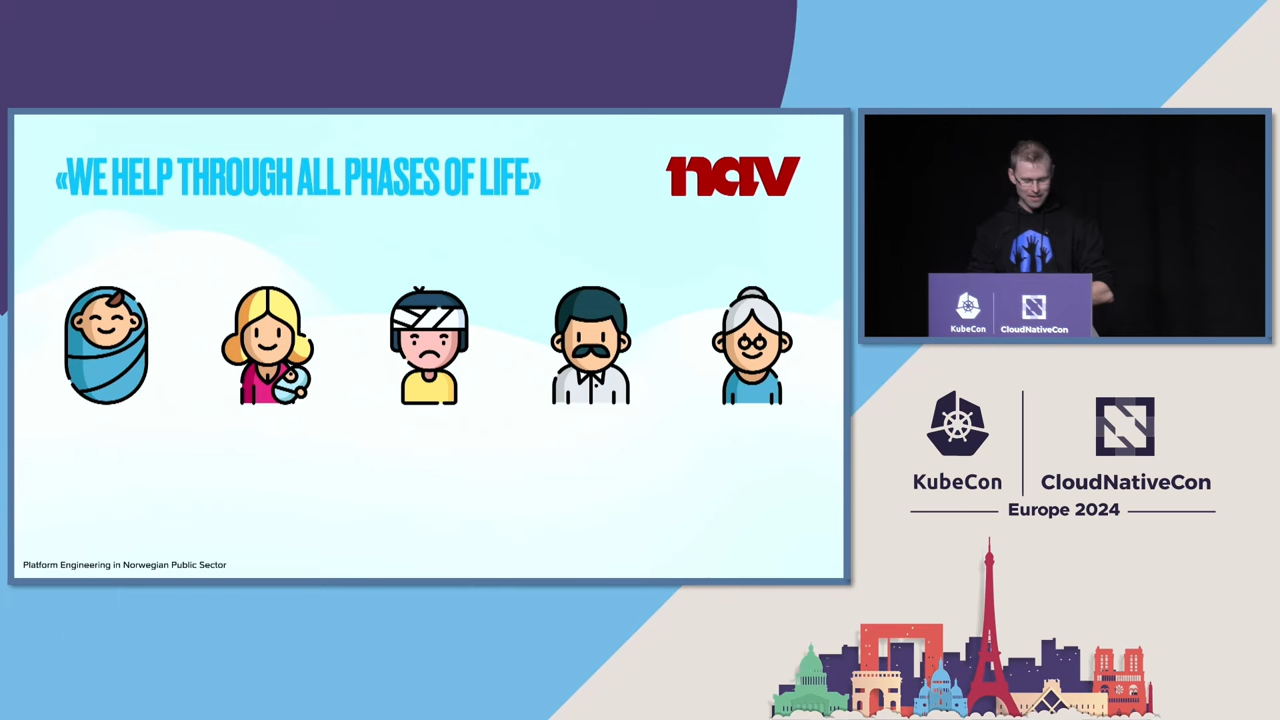 «WE HELP THROUGH ALL PHASES OF LIFE»
nav
Platform Engineering in Norwegian Public Sector
KubeCon
CloudNativeCon
KubeCon
CloudNativeCon
Europe 2024